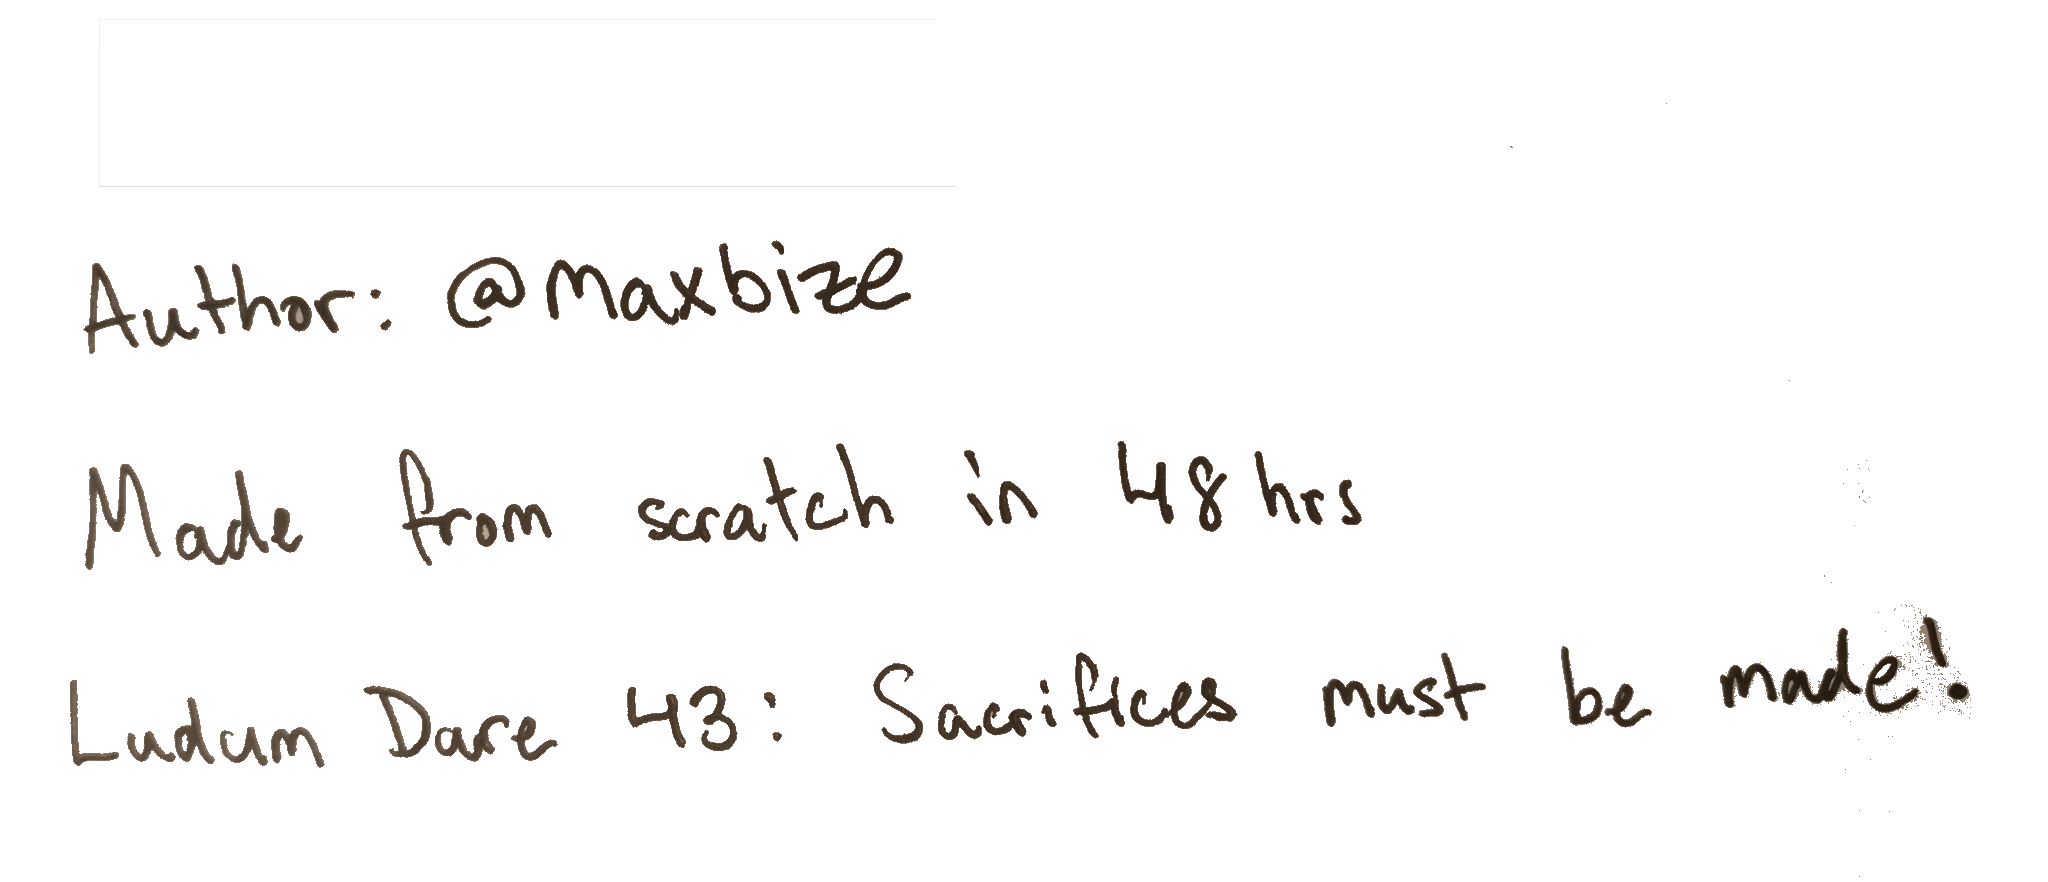 Author: @maxbize
Made from scratch in 48 hrs
Ludum Dare 43: Sacrifices must be made!